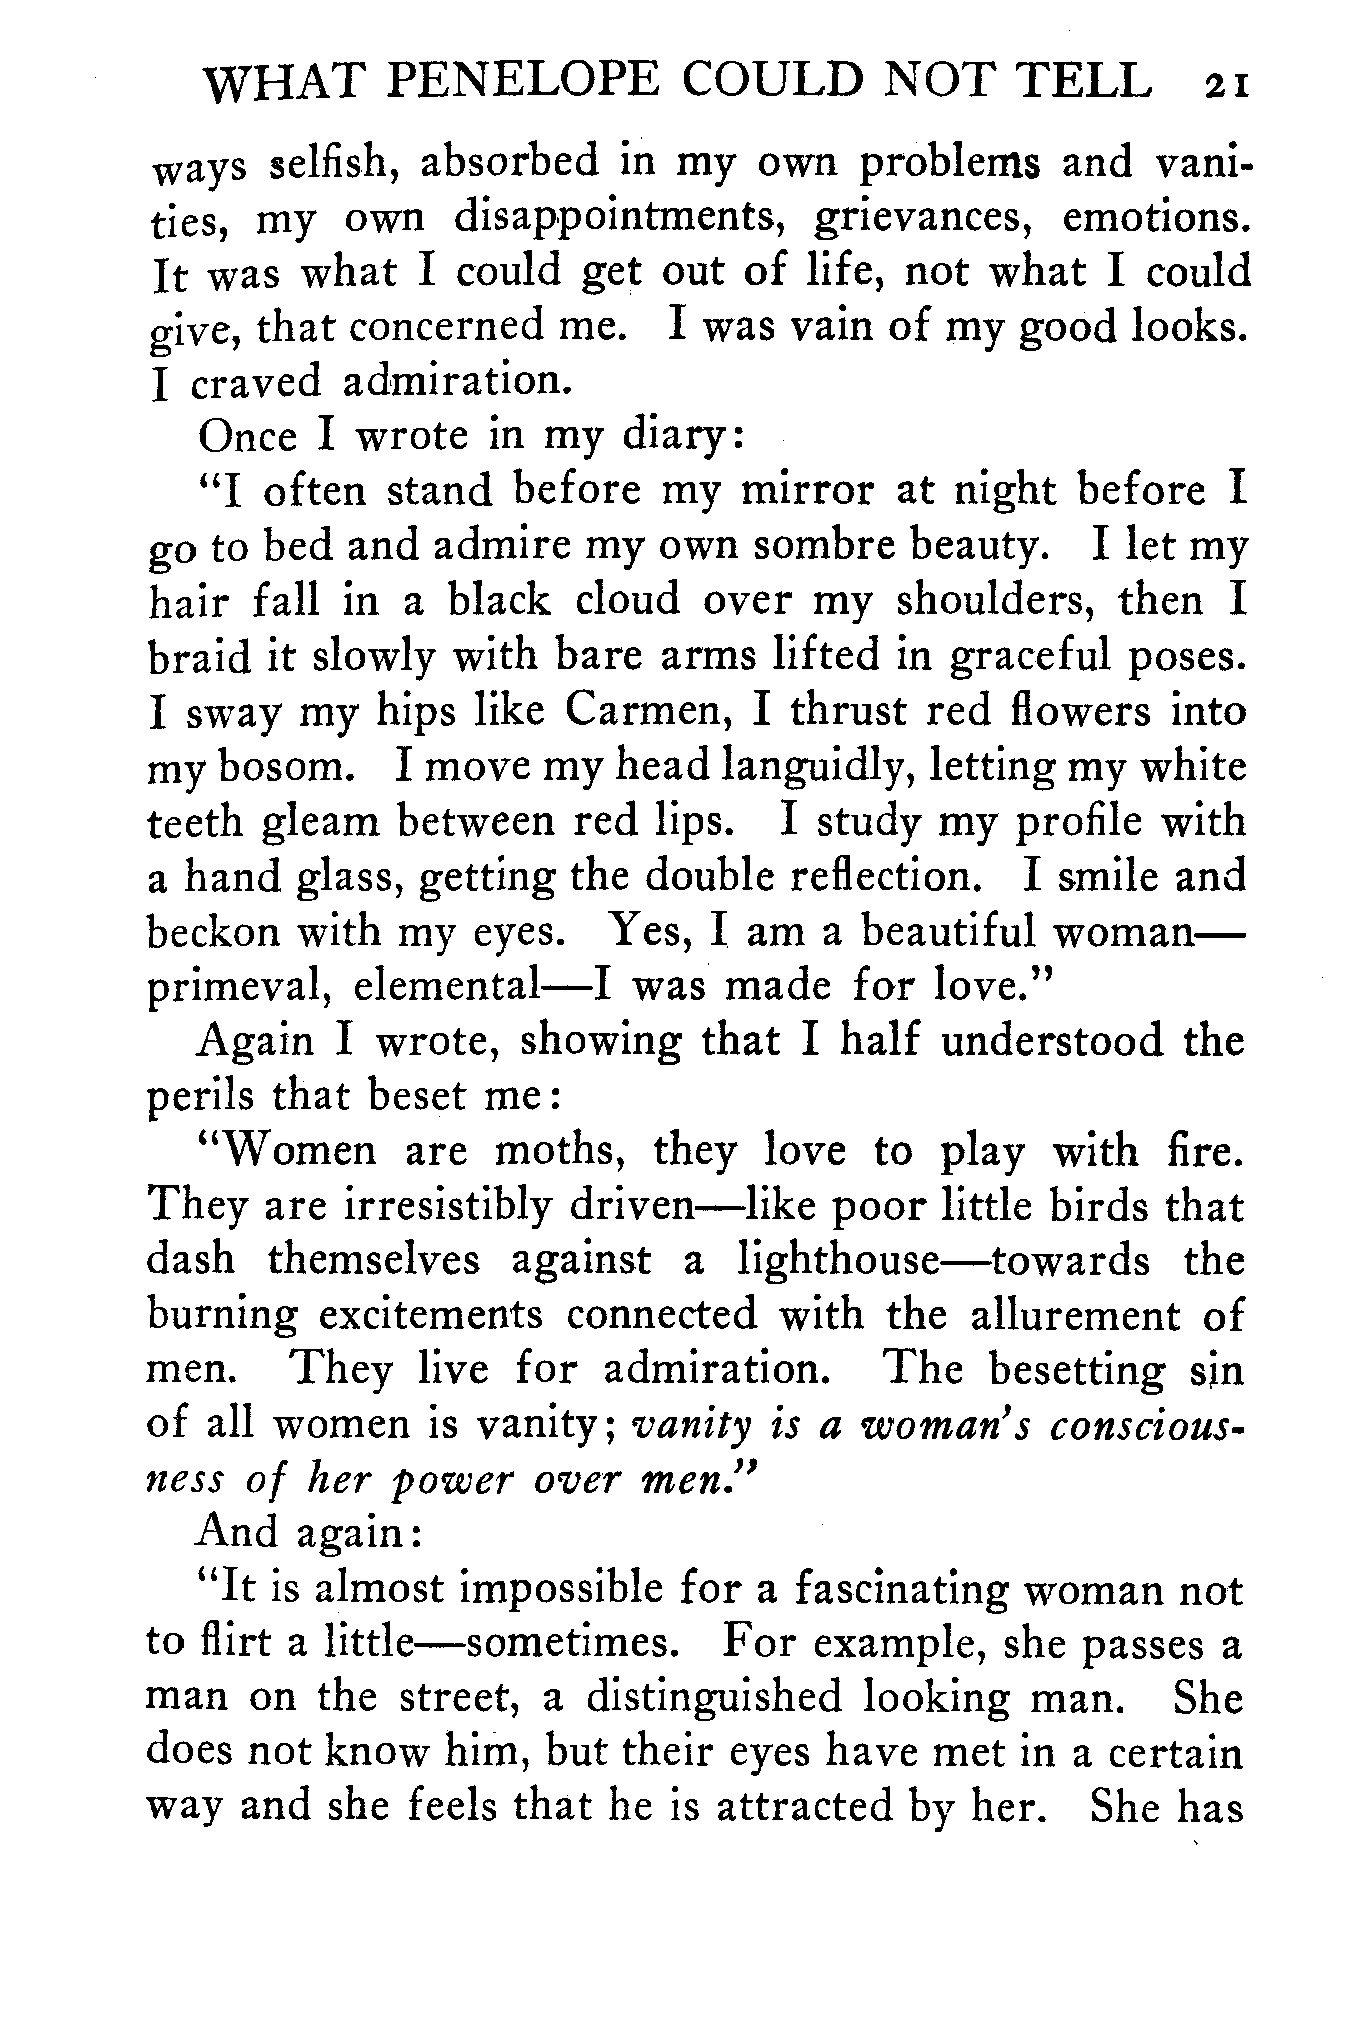 WHAT PENELOPE COULD NOT TELL 21
ways selfish, absorbed in my own problems and vani-
ties, my own disappointments, grievances, emotions.
It was what I could get out of life, not what I could
give, that concerned me. I was vain of my good looks.
I craved admiration.
Once I wrote in my diary:
"I often stand before my mirror at night before I
go to bed and admire my own sombre beauty. I let my
hair fall in a black cloud over my shoulders, then I
braid it slowly with bare arms lifted in graceful poses.
I sway my hips like Carmen, I thrust red flowers into
my bosom. I move my head languidly, letting my white
teeth gleam between red lips. I study my profile with
a hand glass, getting the double reflection. I smile and
beckon with my eyes. Yes, I am a beautiful woman—
primeval, elemental—I was made for love."
Again I wrote, showing that I half understood the
perils that beset me:
"Women are moths, they love to play with fire.
They are irresistibly driven—like poor little birds that
dash themselves against a lighthouse—towards the
burning excitements connected with the allurement of
men. They live for admiration. The besetting sin
of all women is vanity; vanity is a woman's conscious-
ness of her power over men."
And again:
"It is almost impossible for a fascinating woman not
to flirt a little—sometimes. For example, she passes a
man on the street, a distinguished looking man. She
does not know him, but their eyes have met in a certain
way and she feels that he is attracted by her. She has